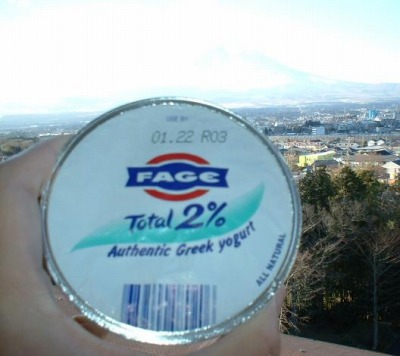 USE BY
01.22 R03
FAGE
Total 2%
Authentic Greek yogurt
ALL NATURAL